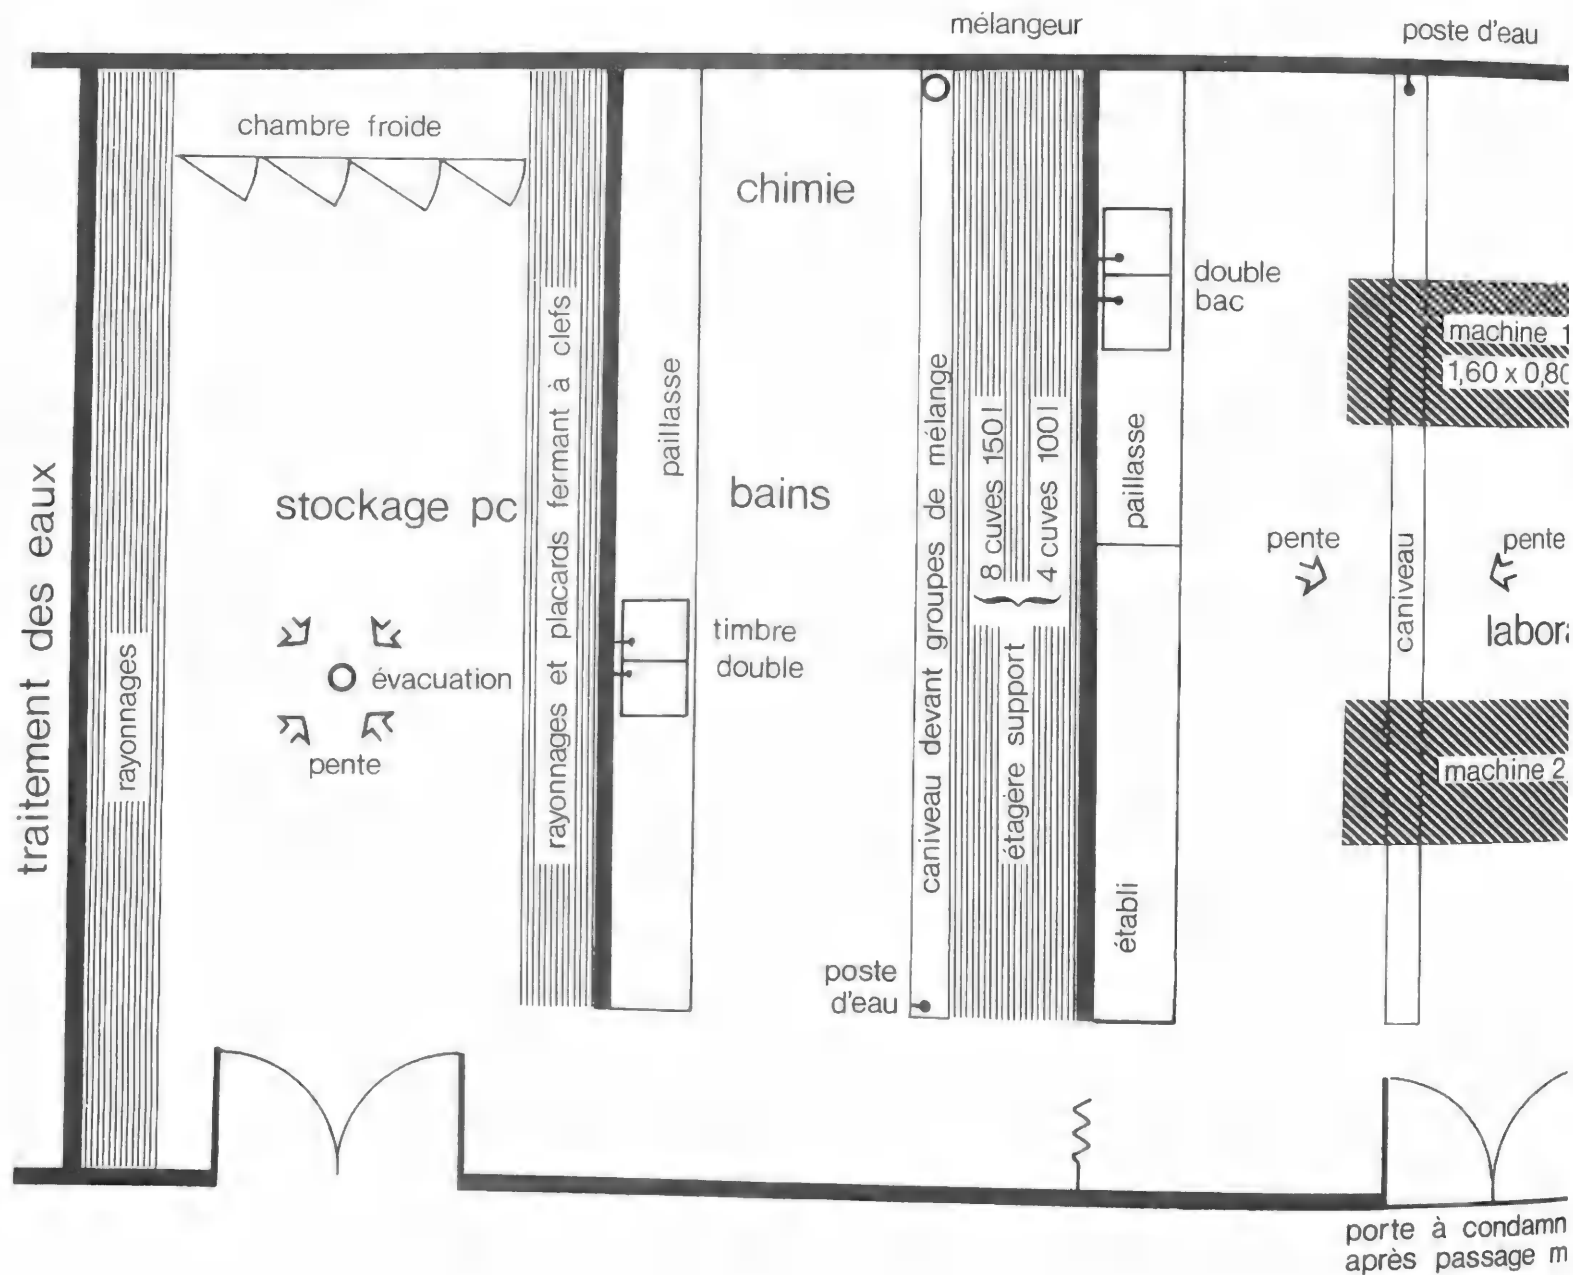 mélangeur
poste d'eau
chambre froide
chimie
double
bac
machine 1
1,60 x 0,80
traitement des eaux
rayonnages
stockage pc
évacuation
pente
rayonnages et placards fermant à clefs
paillasse
bains
timbre
double
caniveau devant groupes de mélange
8 cuves 150 l
4 cuves 100 l
étagère support
poste
d'eau
paillasse
établi
pente
caniveau
pente
labora
machine 2
porte à condamn
après passage m